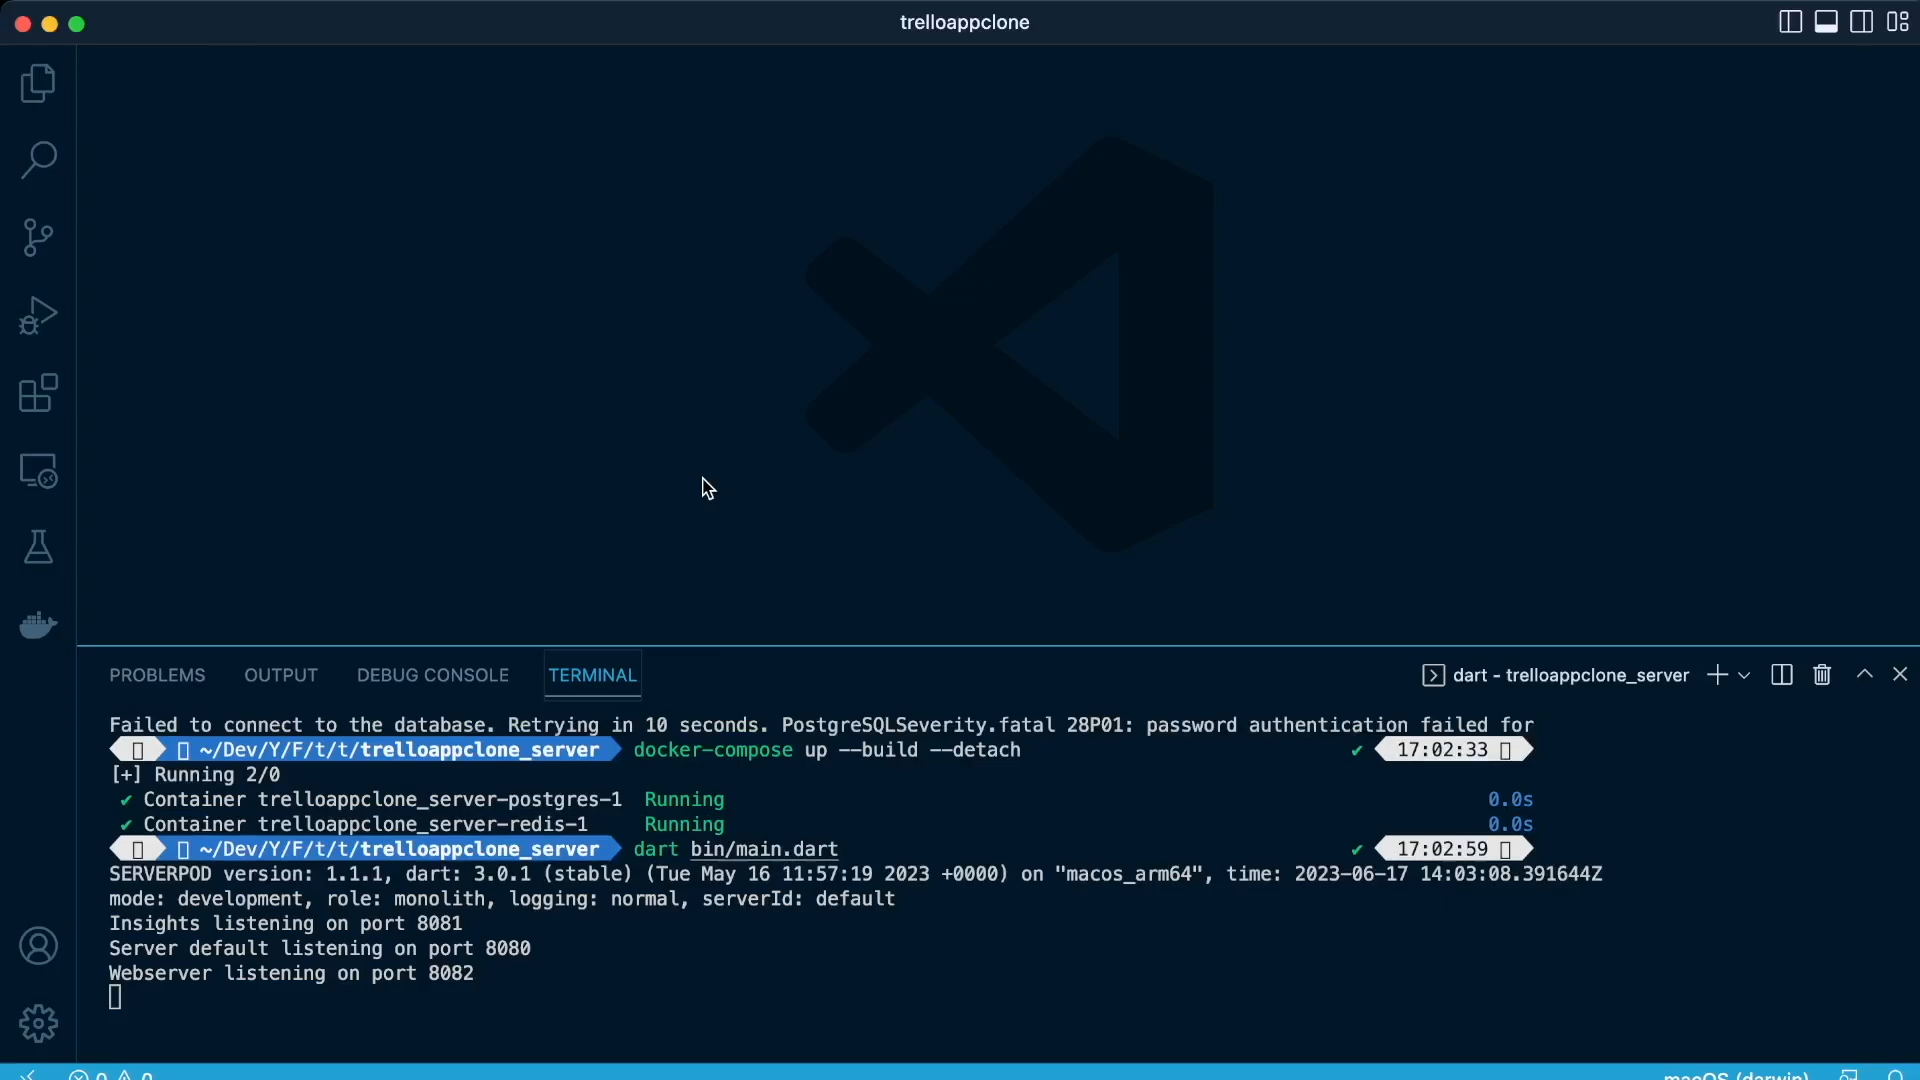 trelloappclone
PROBLEMS OUTPUT DEBUG CONSOLE TERMINAL dart - trelloappclone_server
Failed to connect to the database. Retrying in 10 seconds. PostgreSQLSeverity.fatal 28P01: password authentication failed for
~/Dev/Y/F/t/t/trelloappclone_server docker-compose up --build --detach ✔ 17:02:33
[+] Running 2/0
✔ Container trelloappclone_server-postgres-1 Running 0.0s
✔ Container trelloappclone_server-redis-1 Running 0.0s
~/Dev/Y/F/t/t/trelloappclone_server dart bin/main.dart ✔ 17:02:59
SERVERPOD version: 1.1.1, dart: 3.0.1 (stable) (Tue May 16 11:57:19 2023 +0000) on "macos_arm64", time: 2023-06-17 14:03:08.391644Z
mode: development, role: monolith, logging: normal, serverId: default
Insights listening on port 8081
Server default listening on port 8080
Webserver listening on port 8082
0 0 macOS (darwin)